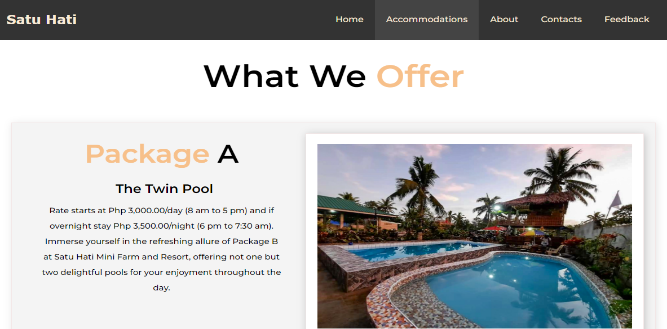 Satu Hati
Home Accommodations About Contacts Feedback
What We Offer
Package A
The Twin Pool
Rate starts at Php 3,000.00/day (8 am to 5 pm) and if
overnight stay Php 3,500.00/night (6 pm to 7:30 am).
Immerse yourself in the refreshing allure of Package B
at Satu Hati Mini Farm and Resort, offering not one but
two delightful pools for your enjoyment throughout the
day.